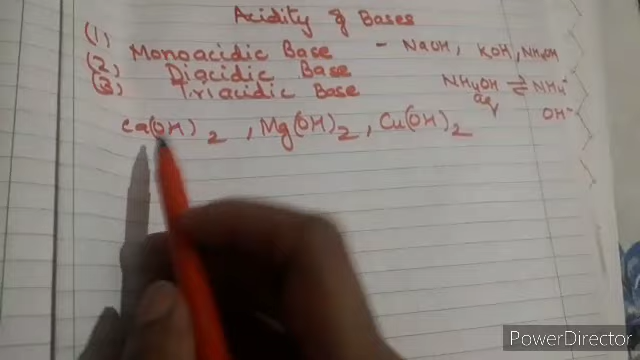 Acidity of Bases
(1) Monoacidic Base - NaOH, KOH, NH4OH
(2) Diacidic Base
(3) Triacidic Base
NH4OH ⇌ NH4+
aq
OH-
Ca(OH)2, Mg(OH)2, Cu(OH)2
PowerDirector